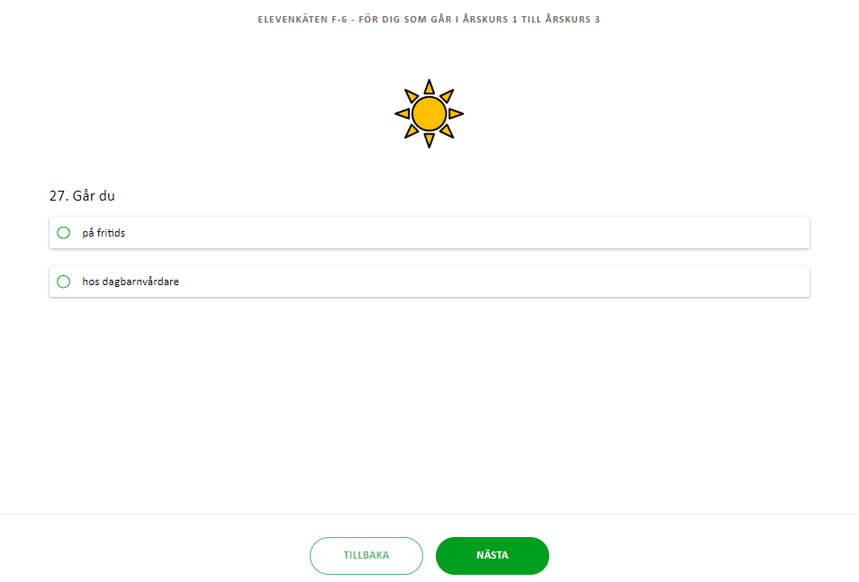 ELEVENKÄTEN F-6 - FÖR DIG SOM GÅR I ÅRSKURS 1 TILL ÅRSKURS 3
27. Går du
på fritids
hos dagbarnvårdare
TILLBAKA
NÄSTA